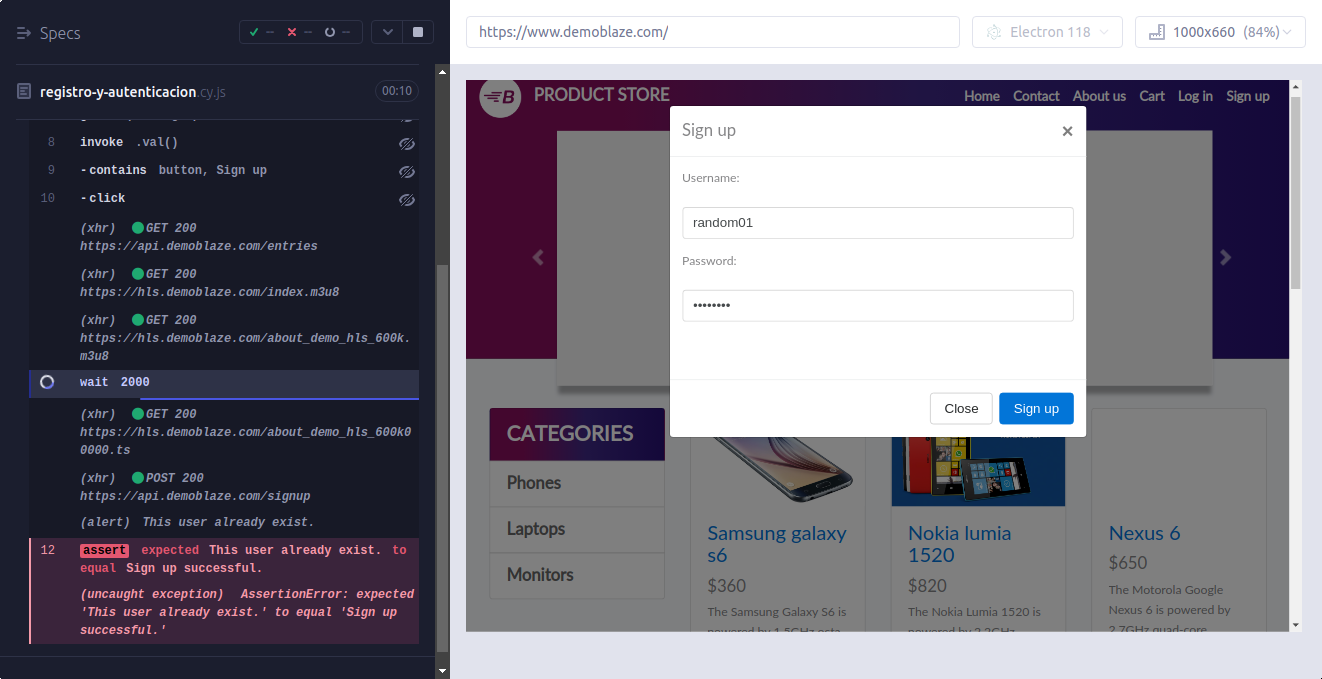 Specs
registro-y-autenticacion.cy.js 00:10
8 invoke .val()
9 -contains button, Sign up
10 -click
(xhr) GET 200
https://api.demoblaze.com/entries
(xhr) GET 200
https://hls.demoblaze.com/index.m3u8
(xhr) GET 200
https://hls.demoblaze.com/about_demo_hls_600k.
m3u8
wait 2000
(xhr) GET 200
https://hls.demoblaze.com/about_demo_hls_600k0
0000.ts
(xhr) POST 200
https://api.demoblaze.com/signup
(alert) This user already exist.
12 assert expected This user already exist. to
equal Sign up successful.
(uncaught exception) AssertionError: expected
'This user already exist.' to equal 'Sign up
successful.'
https://www.demoblaze.com/ Electron 118 1000x660 (84%)
B PRODUCT STORE Home Contact About us Cart Log in Sign up
Sign up ×
Username:
random01
Password:
••••••••
Close Sign up
CATEGORIES
Phones
Laptops
Monitors
Samsung galaxy
s6
$360
The Samsung Galaxy S6 is
powered by 1.5GHz octa-
Nokia lumia
1520
$820
The Nokia Lumia 1520 is
powered by 2.2GHz
Nexus 6
$650
The Motorola Google
Nexus 6 is powered by
2.7GHz quad-core